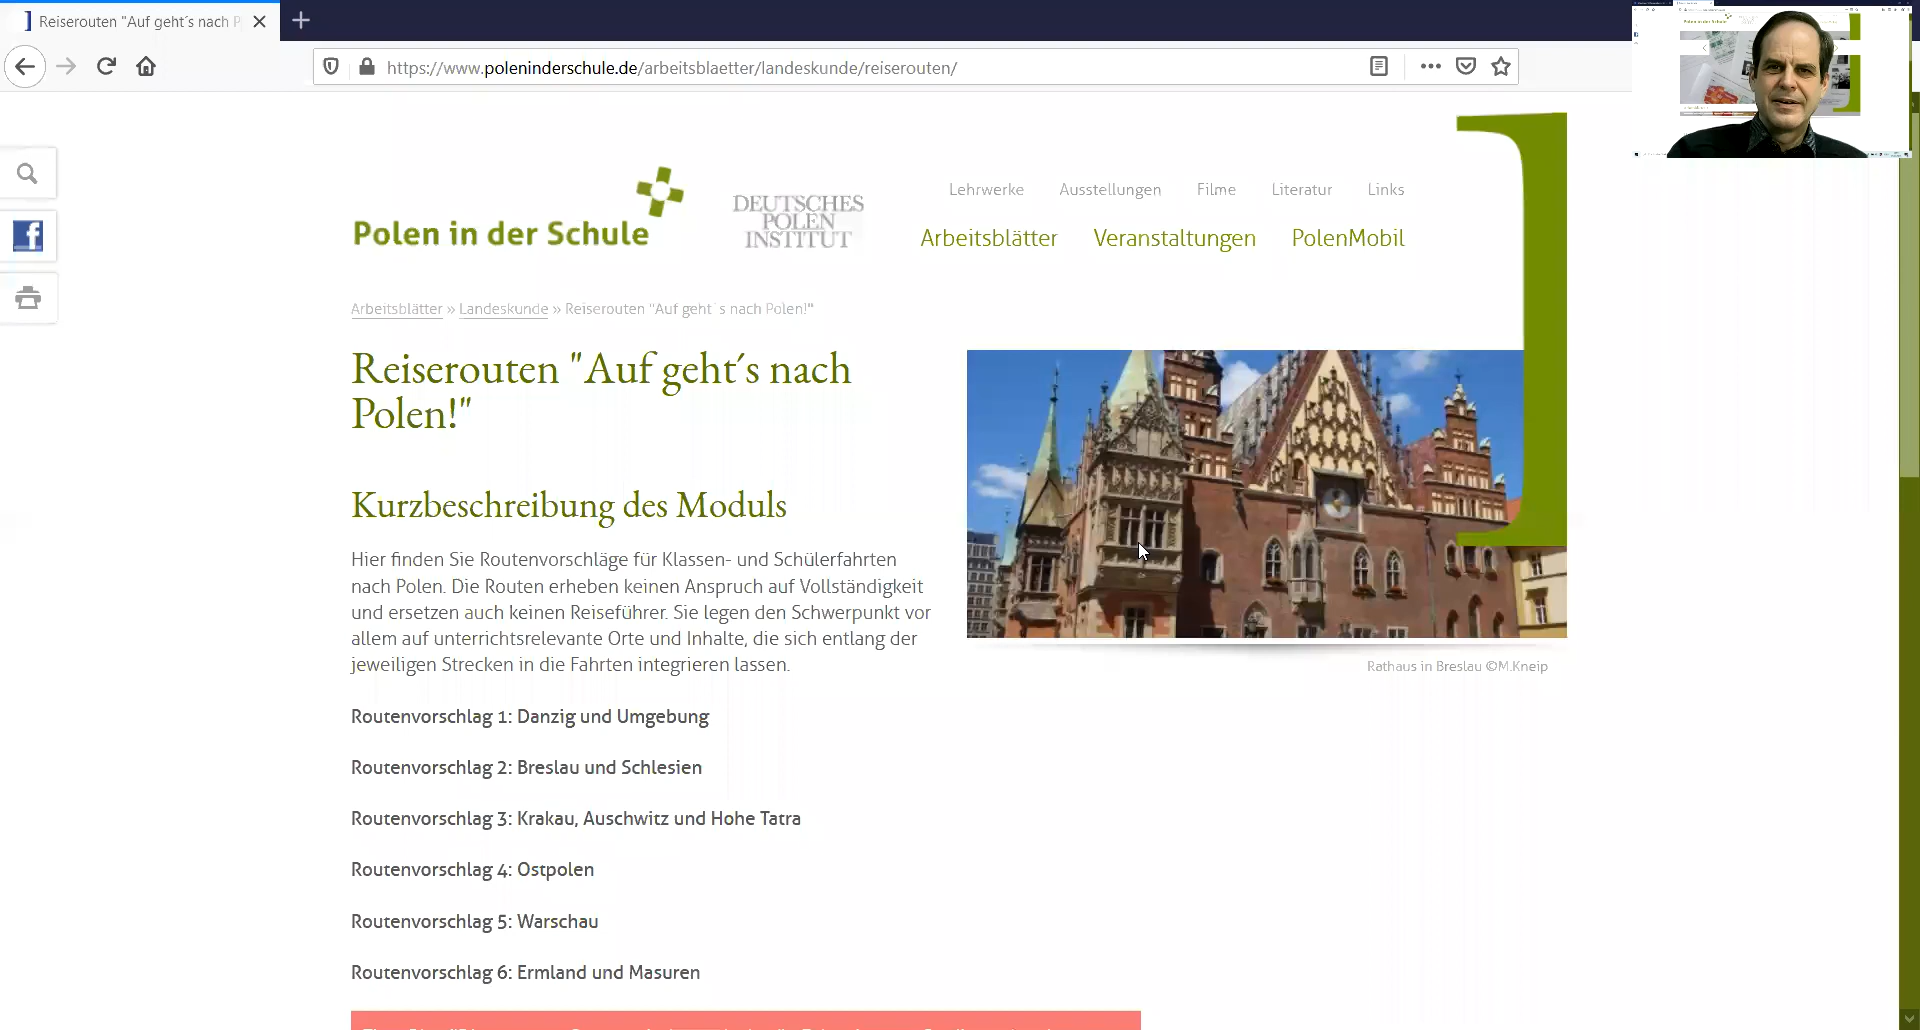 Reiserouten "Auf geht´s nach P
https://www.poleninderschule.de/arbeitsblaetter/landeskunde/reiserouten/
Polen in der Schule
DEUTSCHES
POLEN
INSTITUT
Lehrwerke Ausstellungen Filme Literatur Links
Arbeitsblätter Veranstaltungen PolenMobil
Arbeitsblätter » Landeskunde » Reiserouten "Auf geht´s nach Polen!"
Reiserouten "Auf geht´s nach
Polen!"
Kurzbeschreibung des Moduls
Hier finden Sie Routenvorschläge für Klassen- und Schülerfahrten
nach Polen. Die Routen erheben keinen Anspruch auf Vollständigkeit
und ersetzen auch keinen Reiseführer. Sie legen den Schwerpunkt vor
allem auf unterrichtsrelevante Orte und Inhalte, die sich entlang der
jeweiligen Strecken in die Fahrten integrieren lassen.
Rathaus in Breslau ©M.Kneip
Routenvorschlag 1: Danzig und Umgebung
Routenvorschlag 2: Breslau und Schlesien
Routenvorschlag 3: Krakau, Auschwitz und Hohe Tatra
Routenvorschlag 4: Ostpolen
Routenvorschlag 5: Warschau
Routenvorschlag 6: Ermland und Masuren